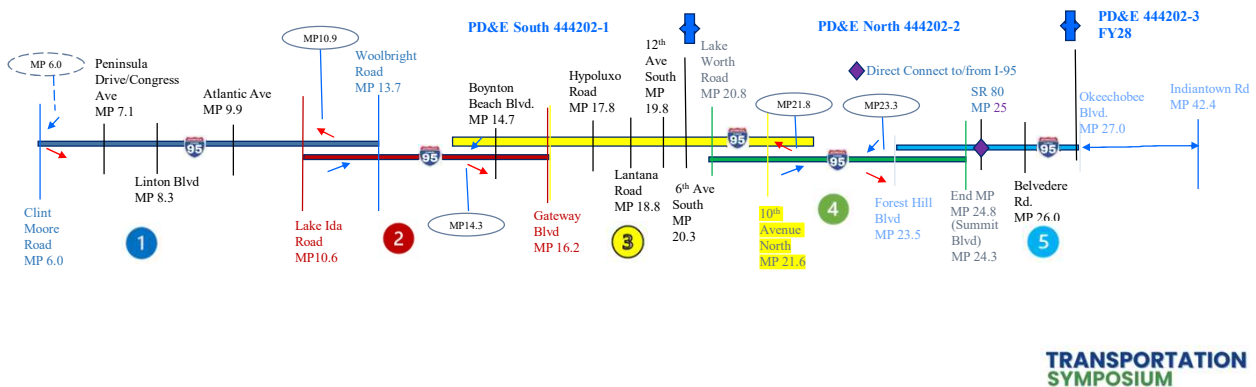 PD&E South 444202-1
PD&E North 444202-2
PD&E 444202-3
FY28
MP 6.0
Peninsula
Drive/Congress
Ave
MP 7.1
Atlantic Ave
MP 9.9
MP10.9
Woolbright
Road
MP 13.7
Boynton
Beach Blvd.
MP 14.7
Hypoluxo
Road
MP 17.8
12th
Ave
South
MP
19.8
Lake
Worth
Road
MP 20.8
MP21.8
MP23.3
Direct Connect to/from I-95
SR 80
MP 25
Okeechobee
Blvd.
MP 27.0
Indiantown Rd
MP 42.4
95
95
95
95
95
Linton Blvd
MP 8.3
Clint
Moore
Road
MP 6.0
1
Lake Ida
Road
MP10.6
2
MP14.3
Gateway
Blvd
MP 16.2
Lantana
Road
MP 18.8
3
6th Ave
South
MP
20.3
10th
Avenue
North
MP 21.6
4
Forest Hill
Blvd
MP 23.5
End MP
MP 24.8
(Summit
Blvd)
MP 24.3
Belvedere
Rd.
MP 26.0
5
TRANSPORTATION
SYMPOSIUM